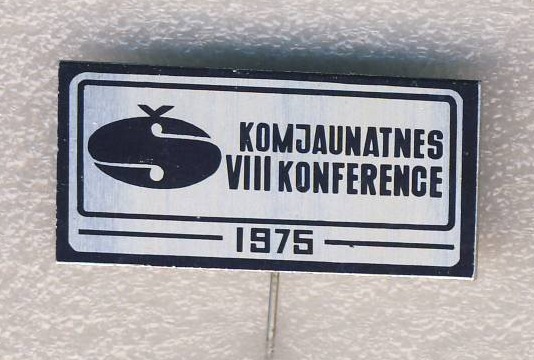 Š
KOMJAUNATNES
VIII KONFERENCE
1975